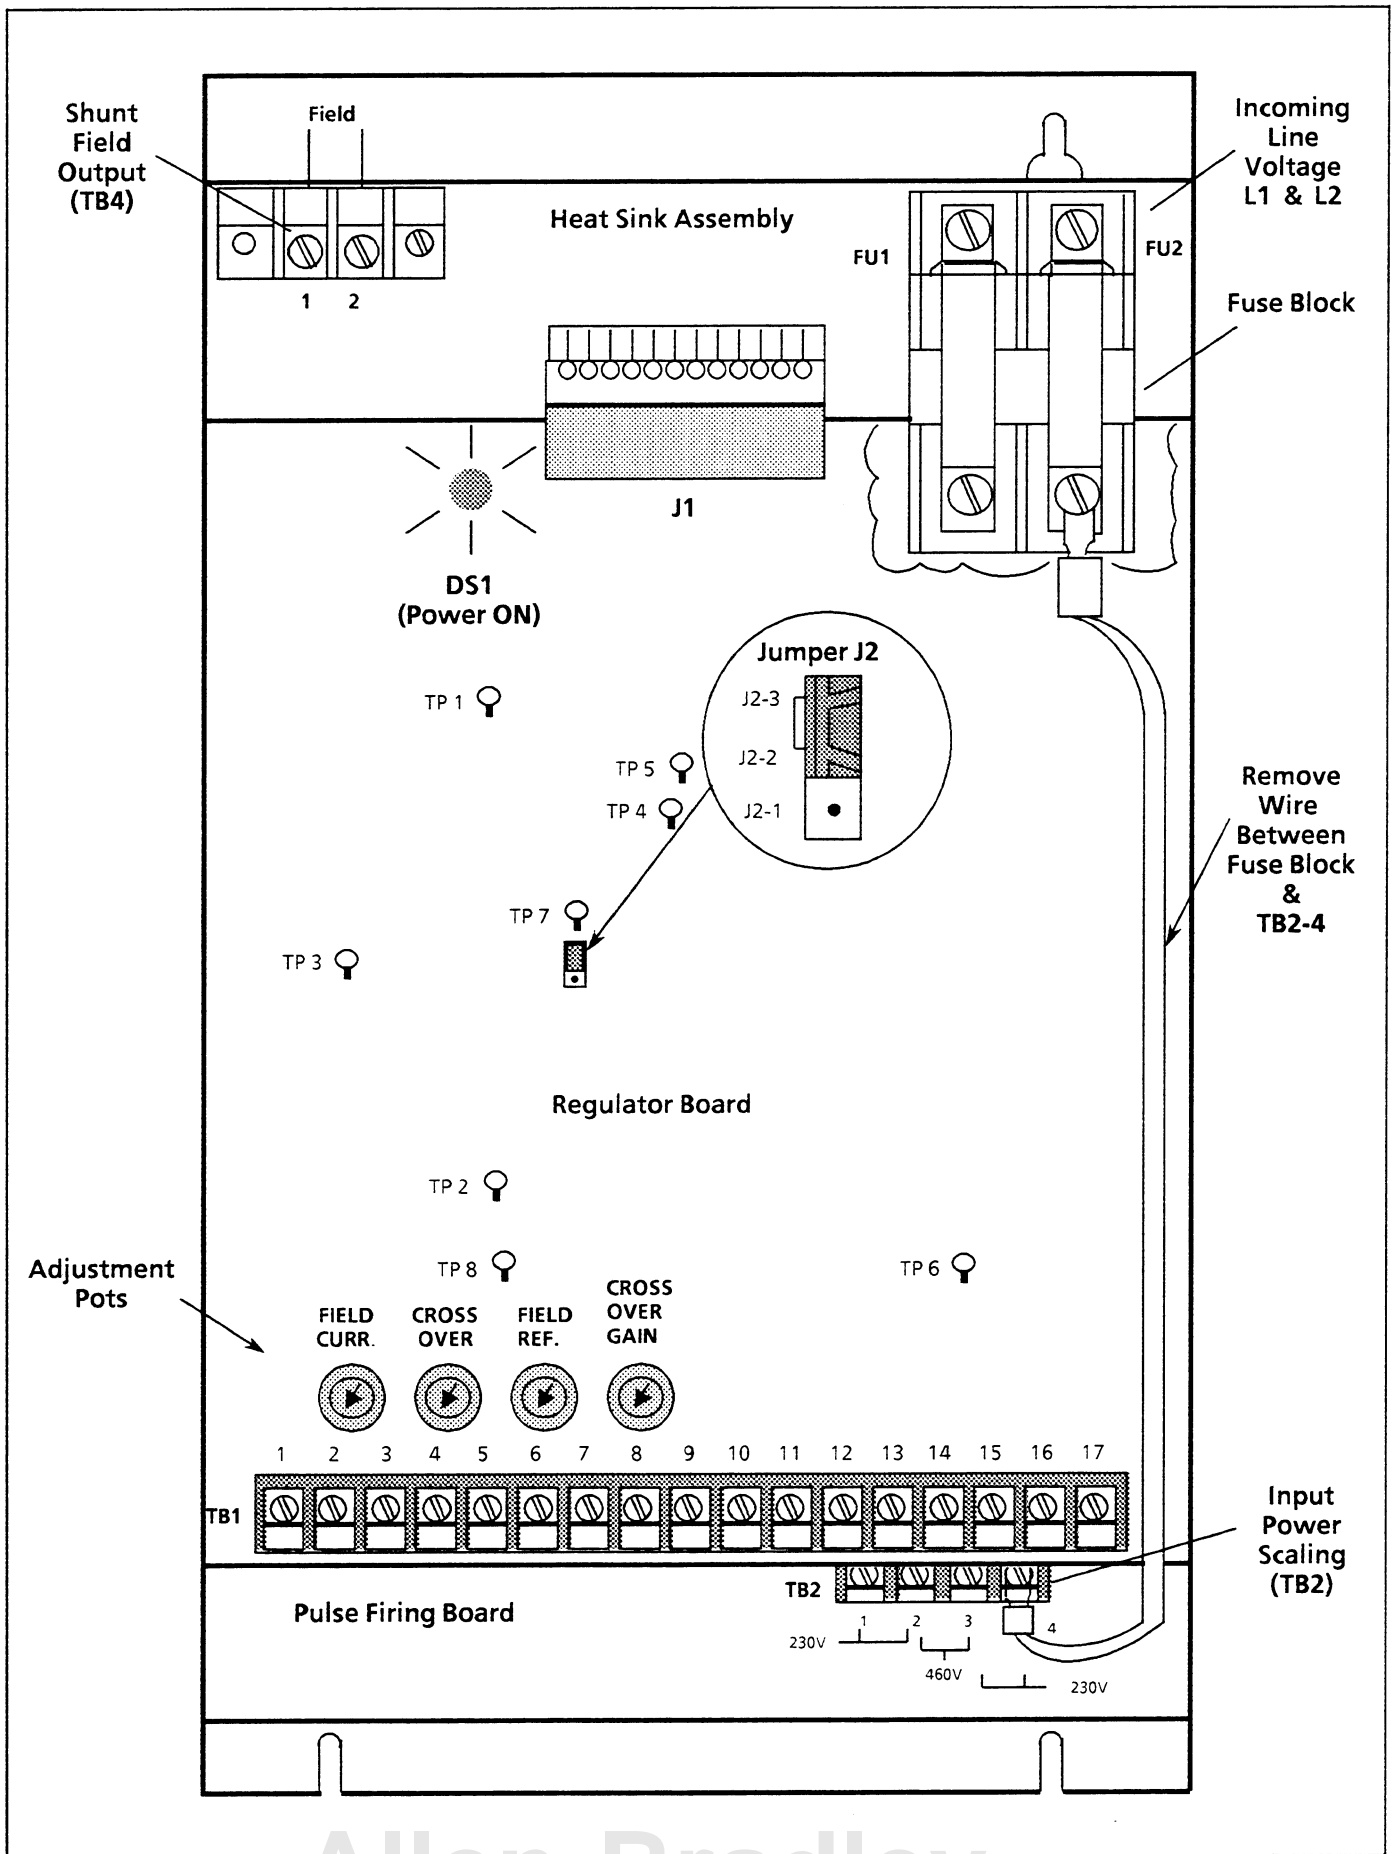 Shunt
Field
Output
(TB4)
Field
1 2
Heat Sink Assembly
FU1
FU2
Incoming
Line
Voltage
L1 & L2
Fuse Block
J1
DS1
(Power ON)
Jumper J2
J2-3
J2-2
J2-1
TP 1
TP 5
TP 4
TP 7
TP 3
Remove
Wire
Between
Fuse Block
&
TB2-4
Regulator Board
TP 2
TP 8
TP 6
Adjustment
Pots
FIELD
CURR.
CROSS
OVER
FIELD
REF.
CROSS
OVER
GAIN
1 2 3 4 5 6 7 8 9 10 11 12 13 14 15 16 17
TB1
Input
Power
Scaling
(TB2)
TB2
Pulse Firing Board
1 2 3 4
230V
460V
230V
Allen-Bradley